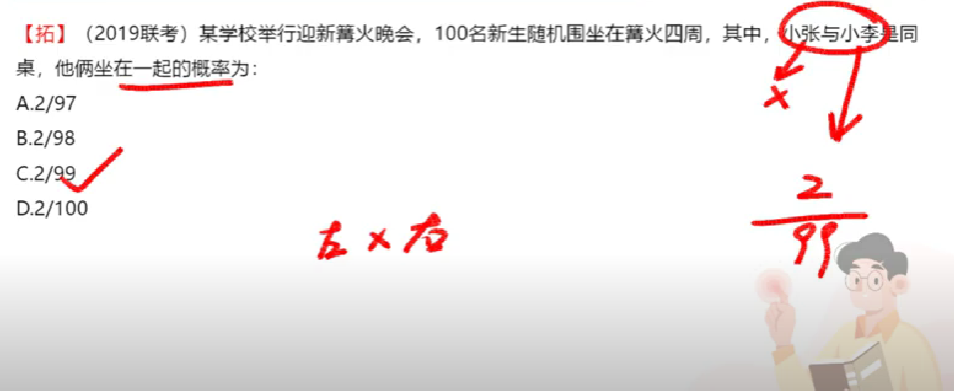 【拓】（2019联考）某学校举行迎新篝火晚会，100名新生随机围坐在篝火四周，其中，小张与小李是同
桌，他俩坐在一起的概率为：
A.2/97
B.2/98
C.2/99
D.2/100
x
2
99
左 x 右